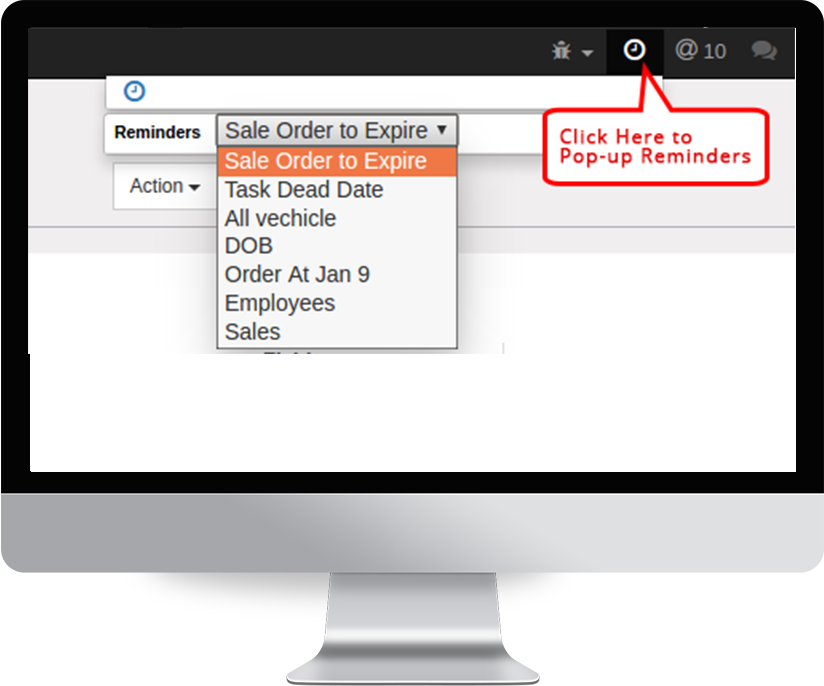 @ 10
Click Here to
Pop-up Reminders
Reminders
Sale Order to Expire
Sale Order to Expire
Action
Task Dead Date
All vechicle
DOB
Order At Jan 9
Employees
Sales